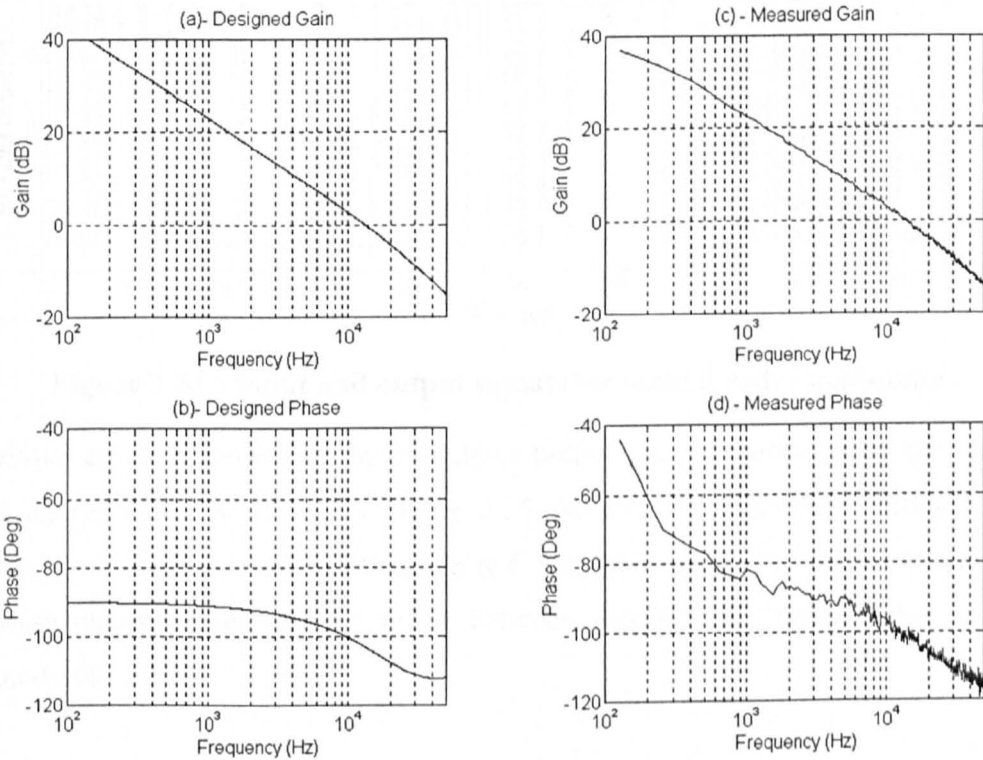 (a)- Designed Gain
40
20
0
-20
Gain (dB)
10² 10³ 10⁴
Frequency (Hz)
(c) - Measured Gain
40
20
0
-20
Gain (dB)
10² 10³ 10⁴
Frequency (Hz)
(b)- Designed Phase
-40
-60
-80
-100
-120
Phase (Deg)
10² 10³ 10⁴
Frequency (Hz)
(d) - Measured Phase
-40
-60
-80
-100
-120
Phase (Deg)
10² 10³ 10⁴
Frequency (Hz)